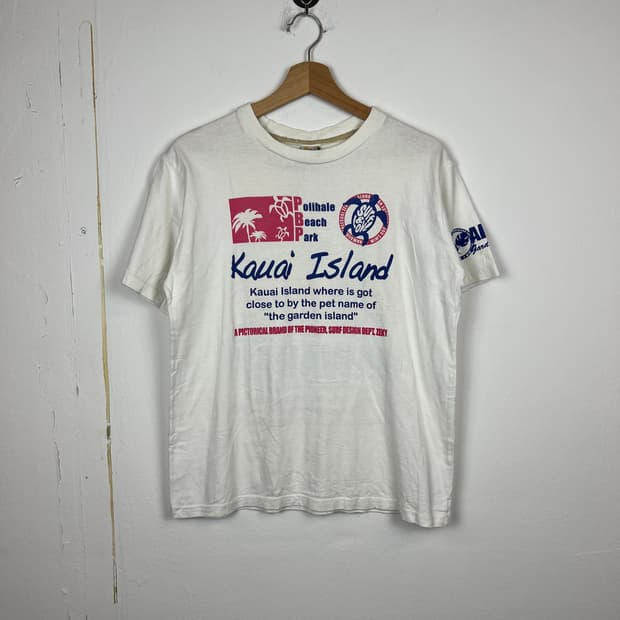 Polihale
Beach
Park
Kauai Island
Kauai Island where is got
close to by the pet name of
"the garden island"
A PICTORICAL BRAND OF THE PIONEER, SURF DESIGN DEPT. ZERY